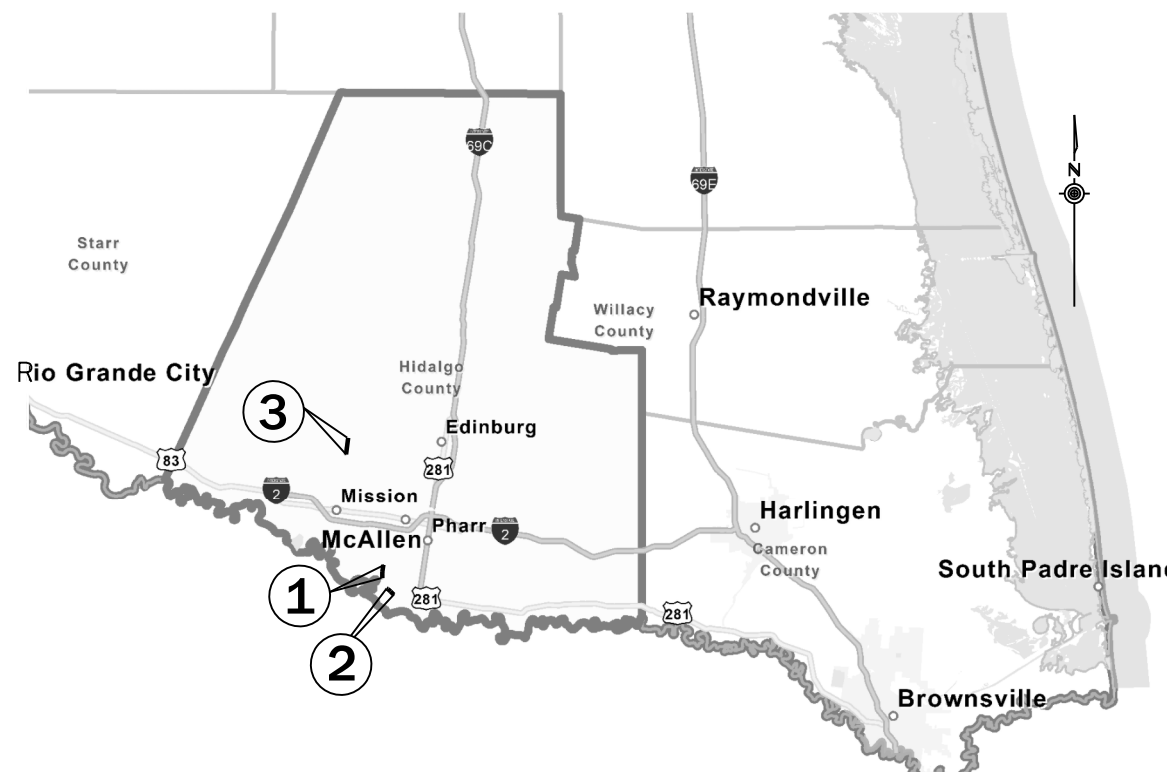 69C
69E
N
Starr
County
Raymondville
Willacy
County
Hidalgo
County
Rio Grande City
3
Edinburg
83
281
2
Mission
Pharr
2
McAllen
Harlingen
Cameron
County
South Padre Island
1
281
281
2
Brownsville